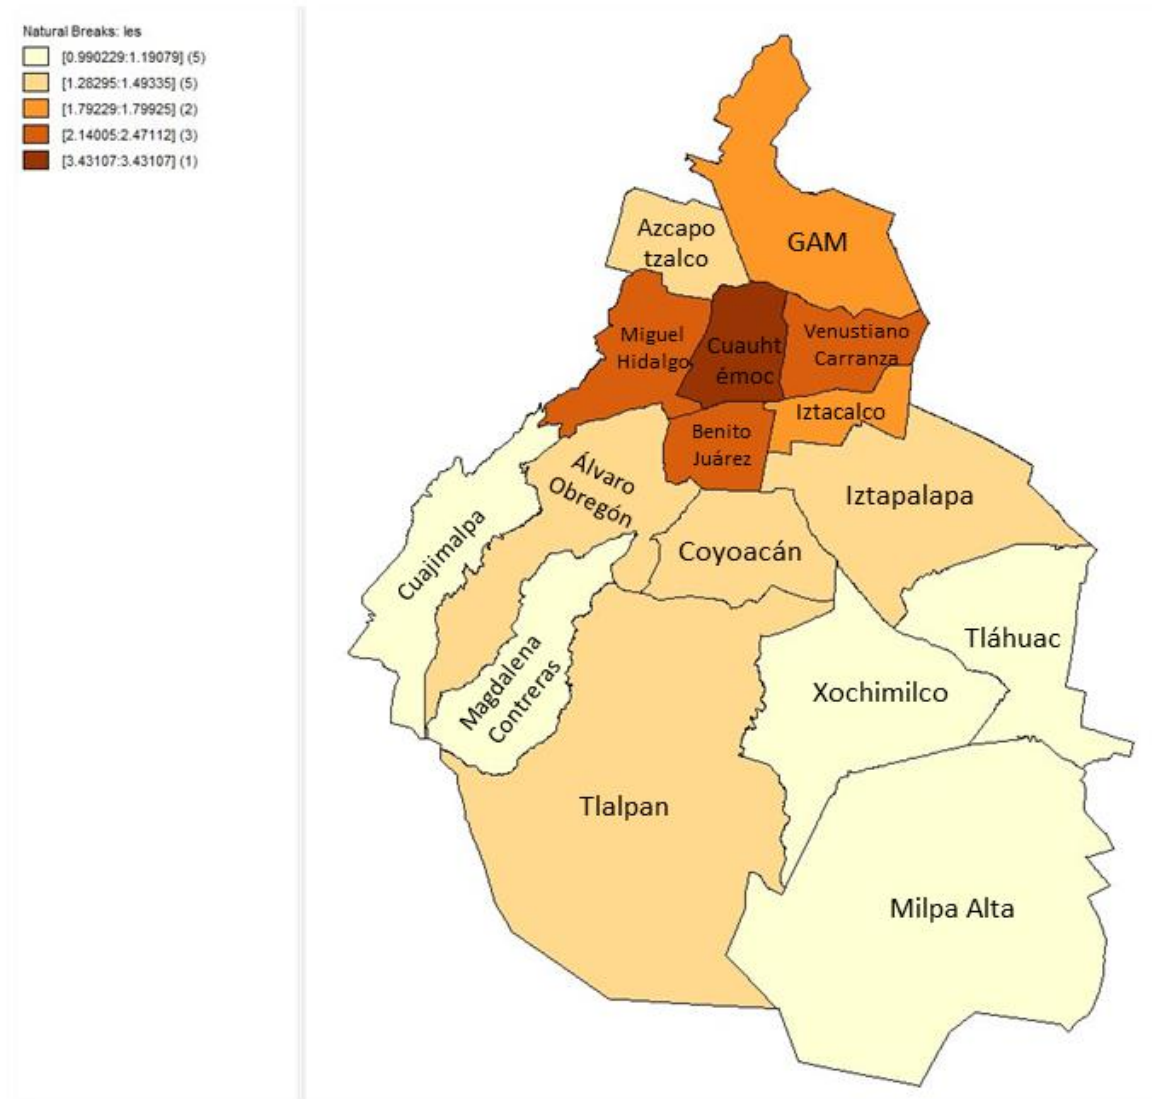 Natural Breaks: les
[0.990229:1.19079] (5)
[1.28295:1.49335] (5)
[1.79229:1.79925] (2)
[2.14005:2.47112] (3)
[3.43107:3.43107] (1)
Azcapo
tzalco
GAM
Miguel
Hidalgo
Cuauht
émoc
Venustiano
Carranza
Iztacalco
Benito
Juárez
Álvaro
Obregón
Iztapalapa
Cuajimalpa
Coyoacán
Magdalena
Contreras
Tláhuac
Xochimilco
Tlalpan
Milpa Alta